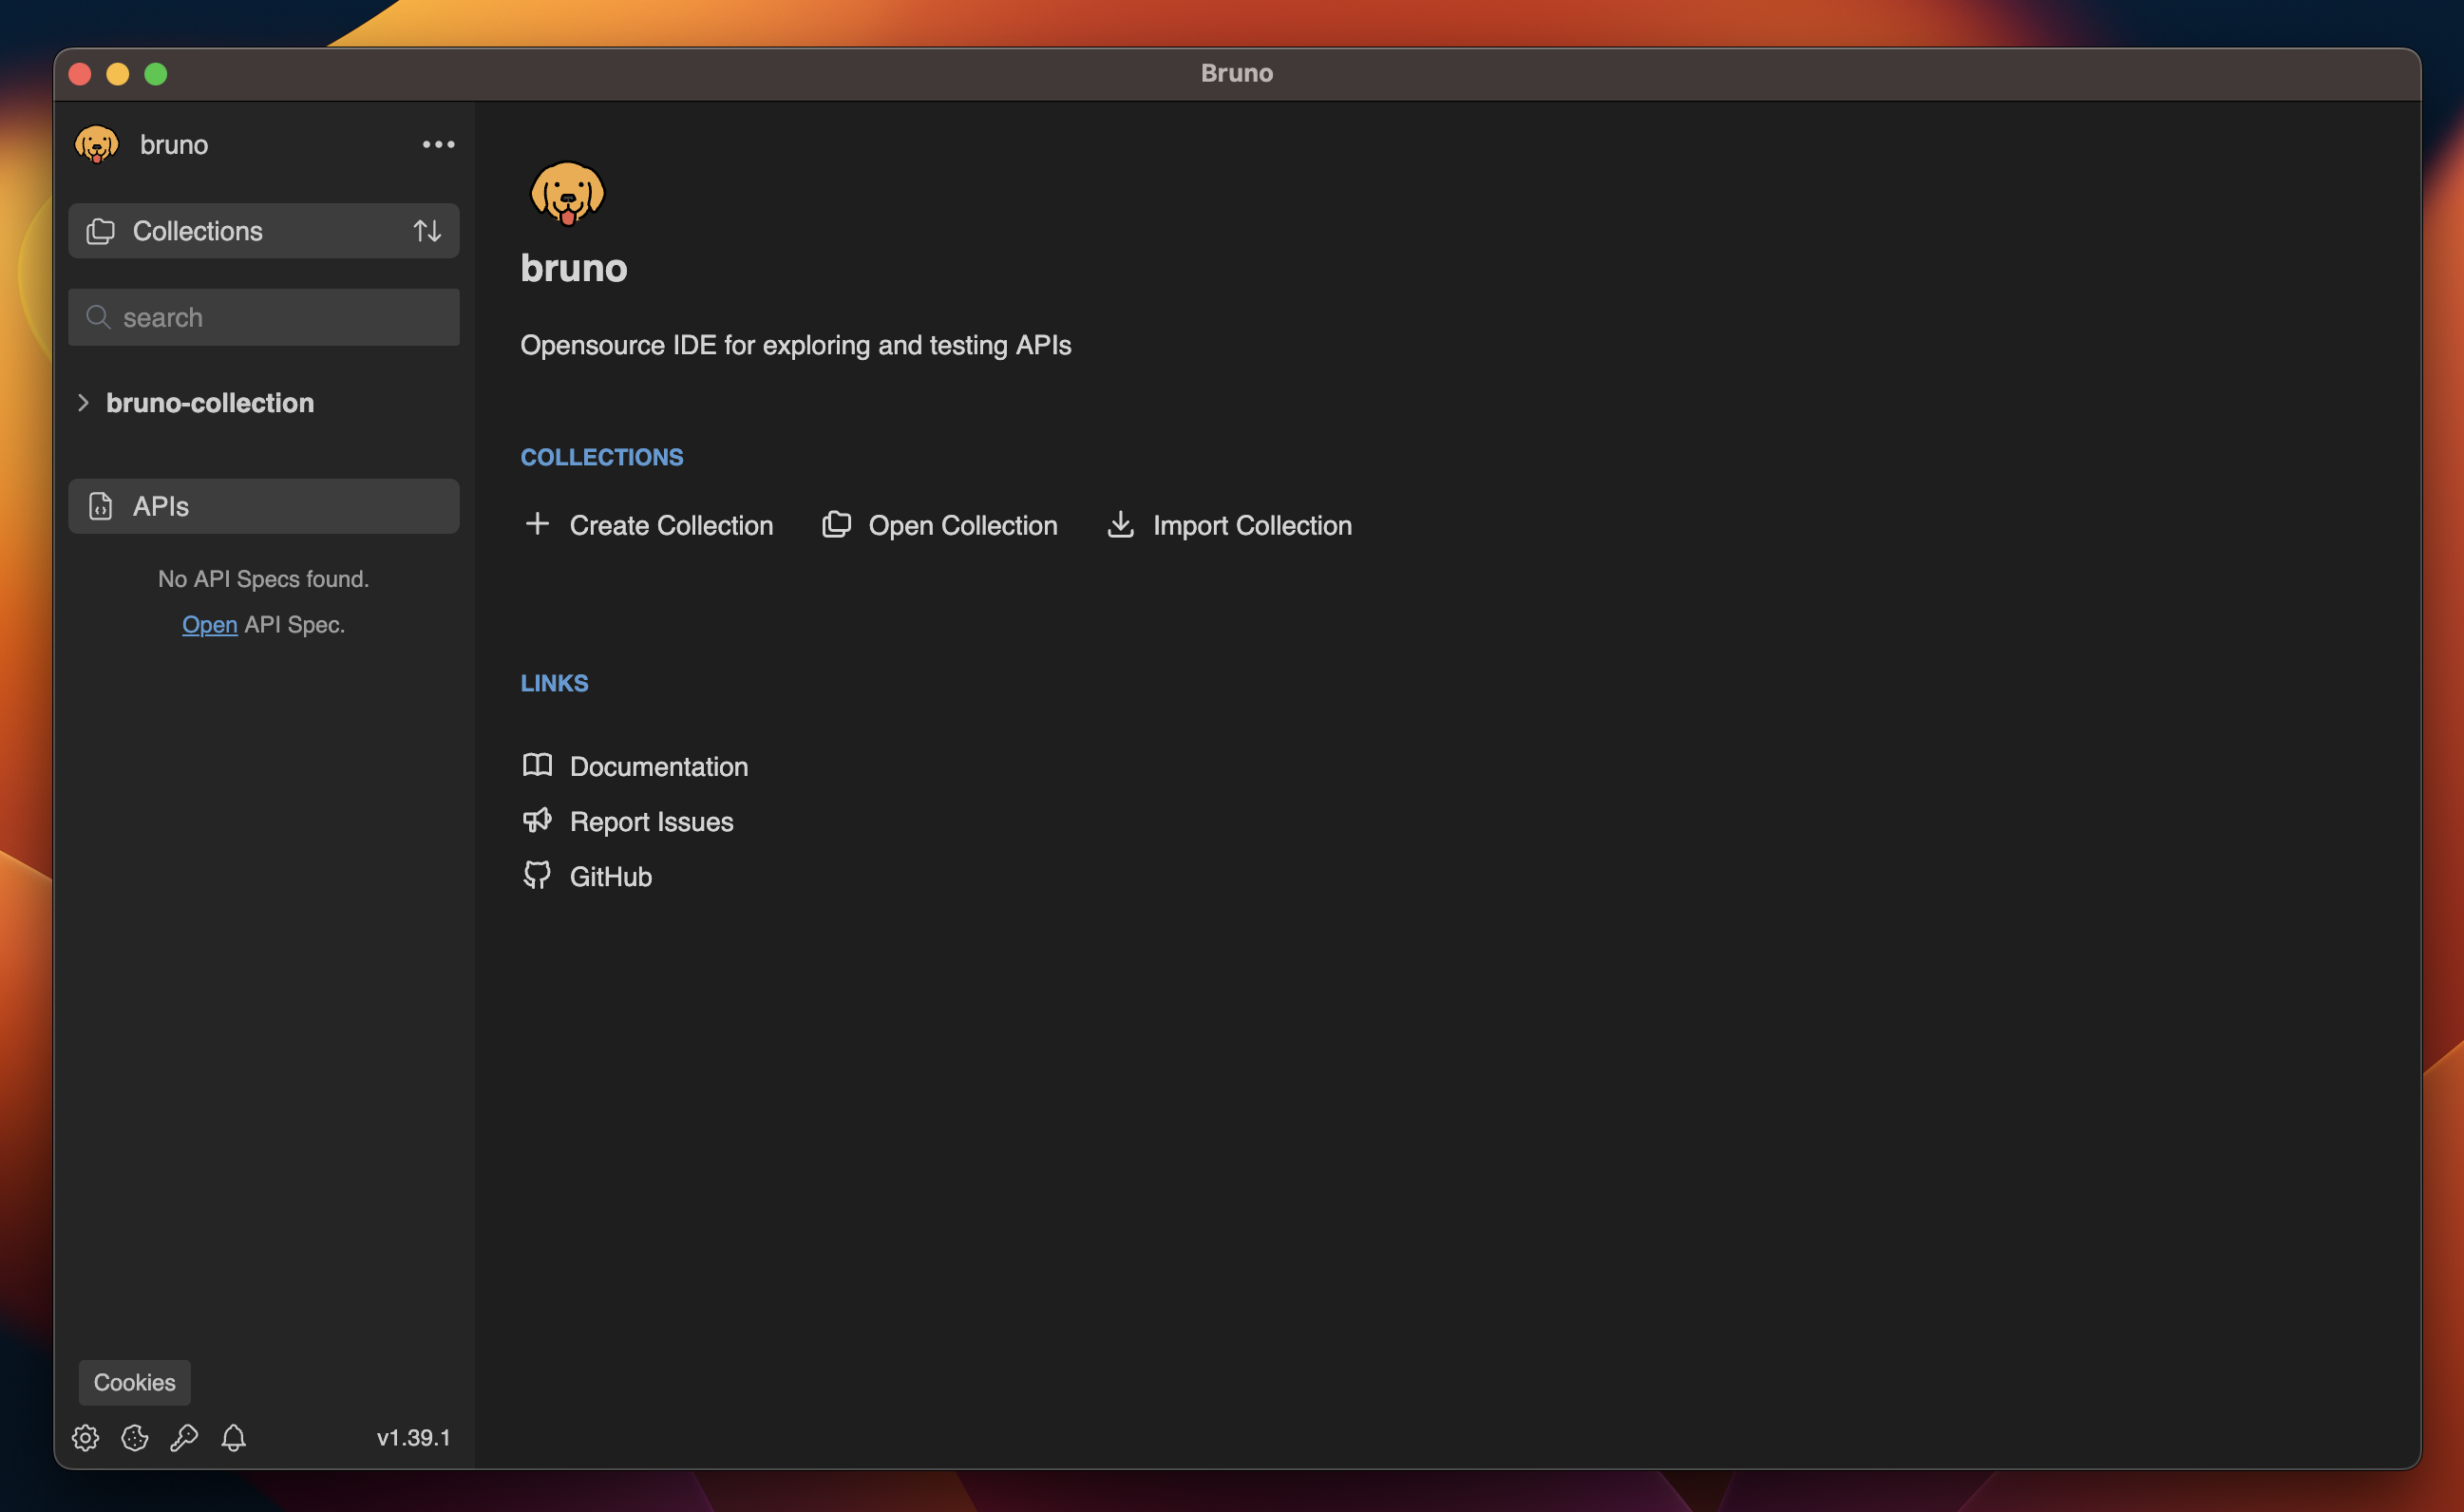 Bruno
bruno
Collections
search
bruno-collection
APIs
No API Specs found.
Open API Spec.
Cookies
v1.39.1
bruno
Opensource IDE for exploring and testing APIs
COLLECTIONS
Create Collection Open Collection Import Collection
LINKS
Documentation
Report Issues
GitHub